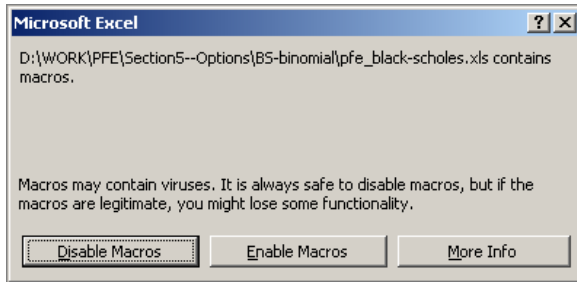 Microsoft Excel
D:\WORK\PFE\Section5--Options\BS-binomial\pfe_black-scholes.xls contains
macros.
Macros may contain viruses. It is always safe to disable macros, but if the
macros are legitimate, you might lose some functionality.
Disable Macros Enable Macros More Info